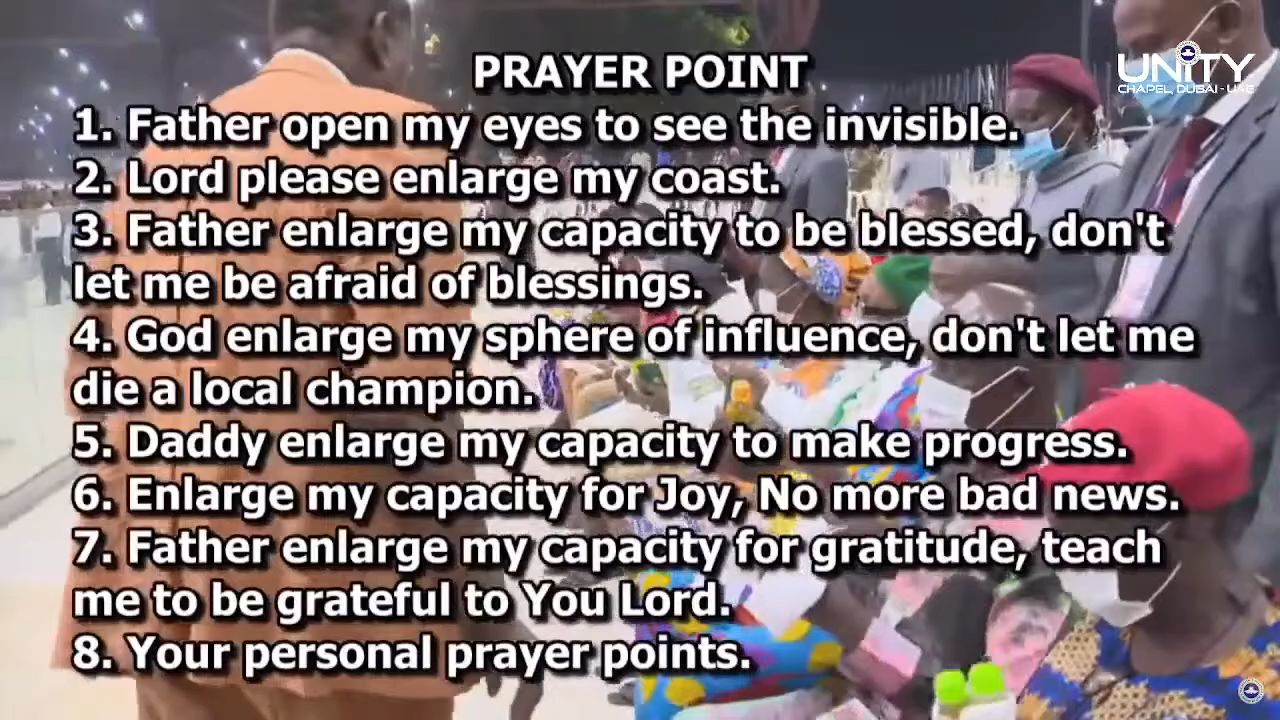 PRAYER POINT
UNITY
CHAPEL, DUBAI - UAE
1. Father open my eyes to see the invisible.
2. Lord please enlarge my coast.
3. Father enlarge my capacity to be blessed, don't
let me be afraid of blessings.
4. God enlarge my sphere of influence, don't let me
die a local champion.
5. Daddy enlarge my capacity to make progress.
6. Enlarge my capacity for Joy, No more bad news.
7. Father enlarge my capacity for gratitude, teach
me to be grateful to You Lord.
8. Your personal prayer points.